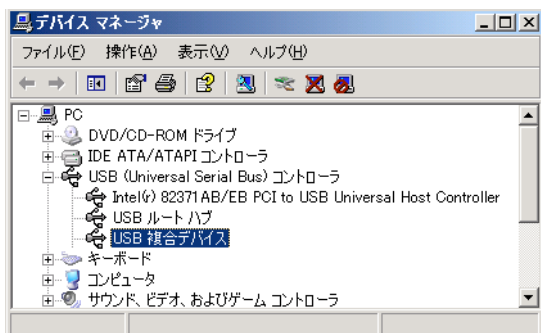 デバイス マネージャ
ファイル(F) 操作(A) 表示(V) ヘルプ(H)
PC
DVD/CD-ROM ドライブ
IDE ATA/ATAPI コントローラ
USB (Universal Serial Bus) コントローラ
Intel(r) 82371AB/EB PCI to USB Universal Host Controller
USB ルート ハブ
USB 複合デバイス
キーボード
コンピュータ
サウンド、ビデオ、およびゲーム コントローラ